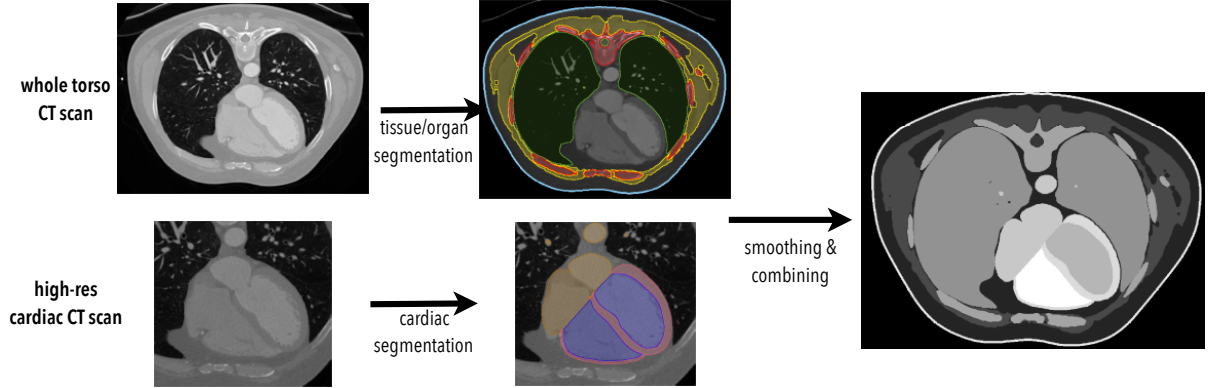 whole torso
CT scan
tissue/organ
segmentation
smoothing &
combining
high-res
cardiac CT scan
cardiac
segmentation